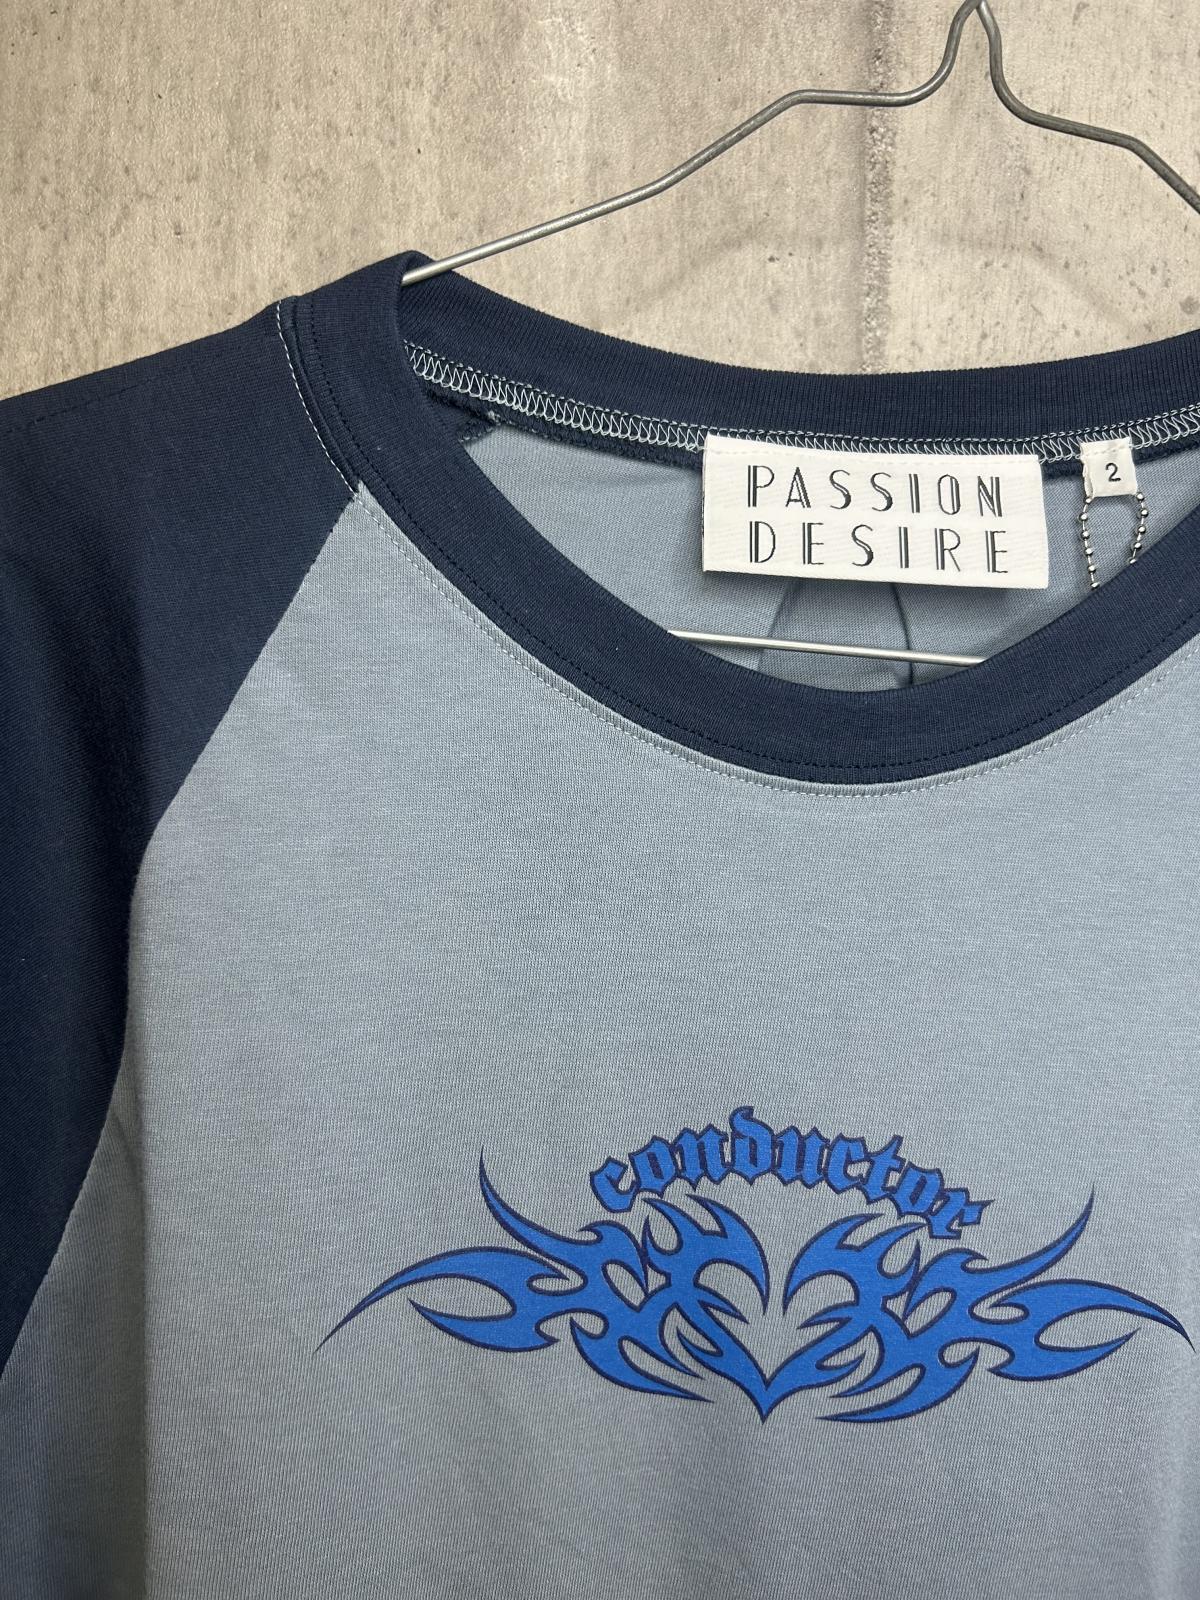 PASSION
DESIRE
2
conductor